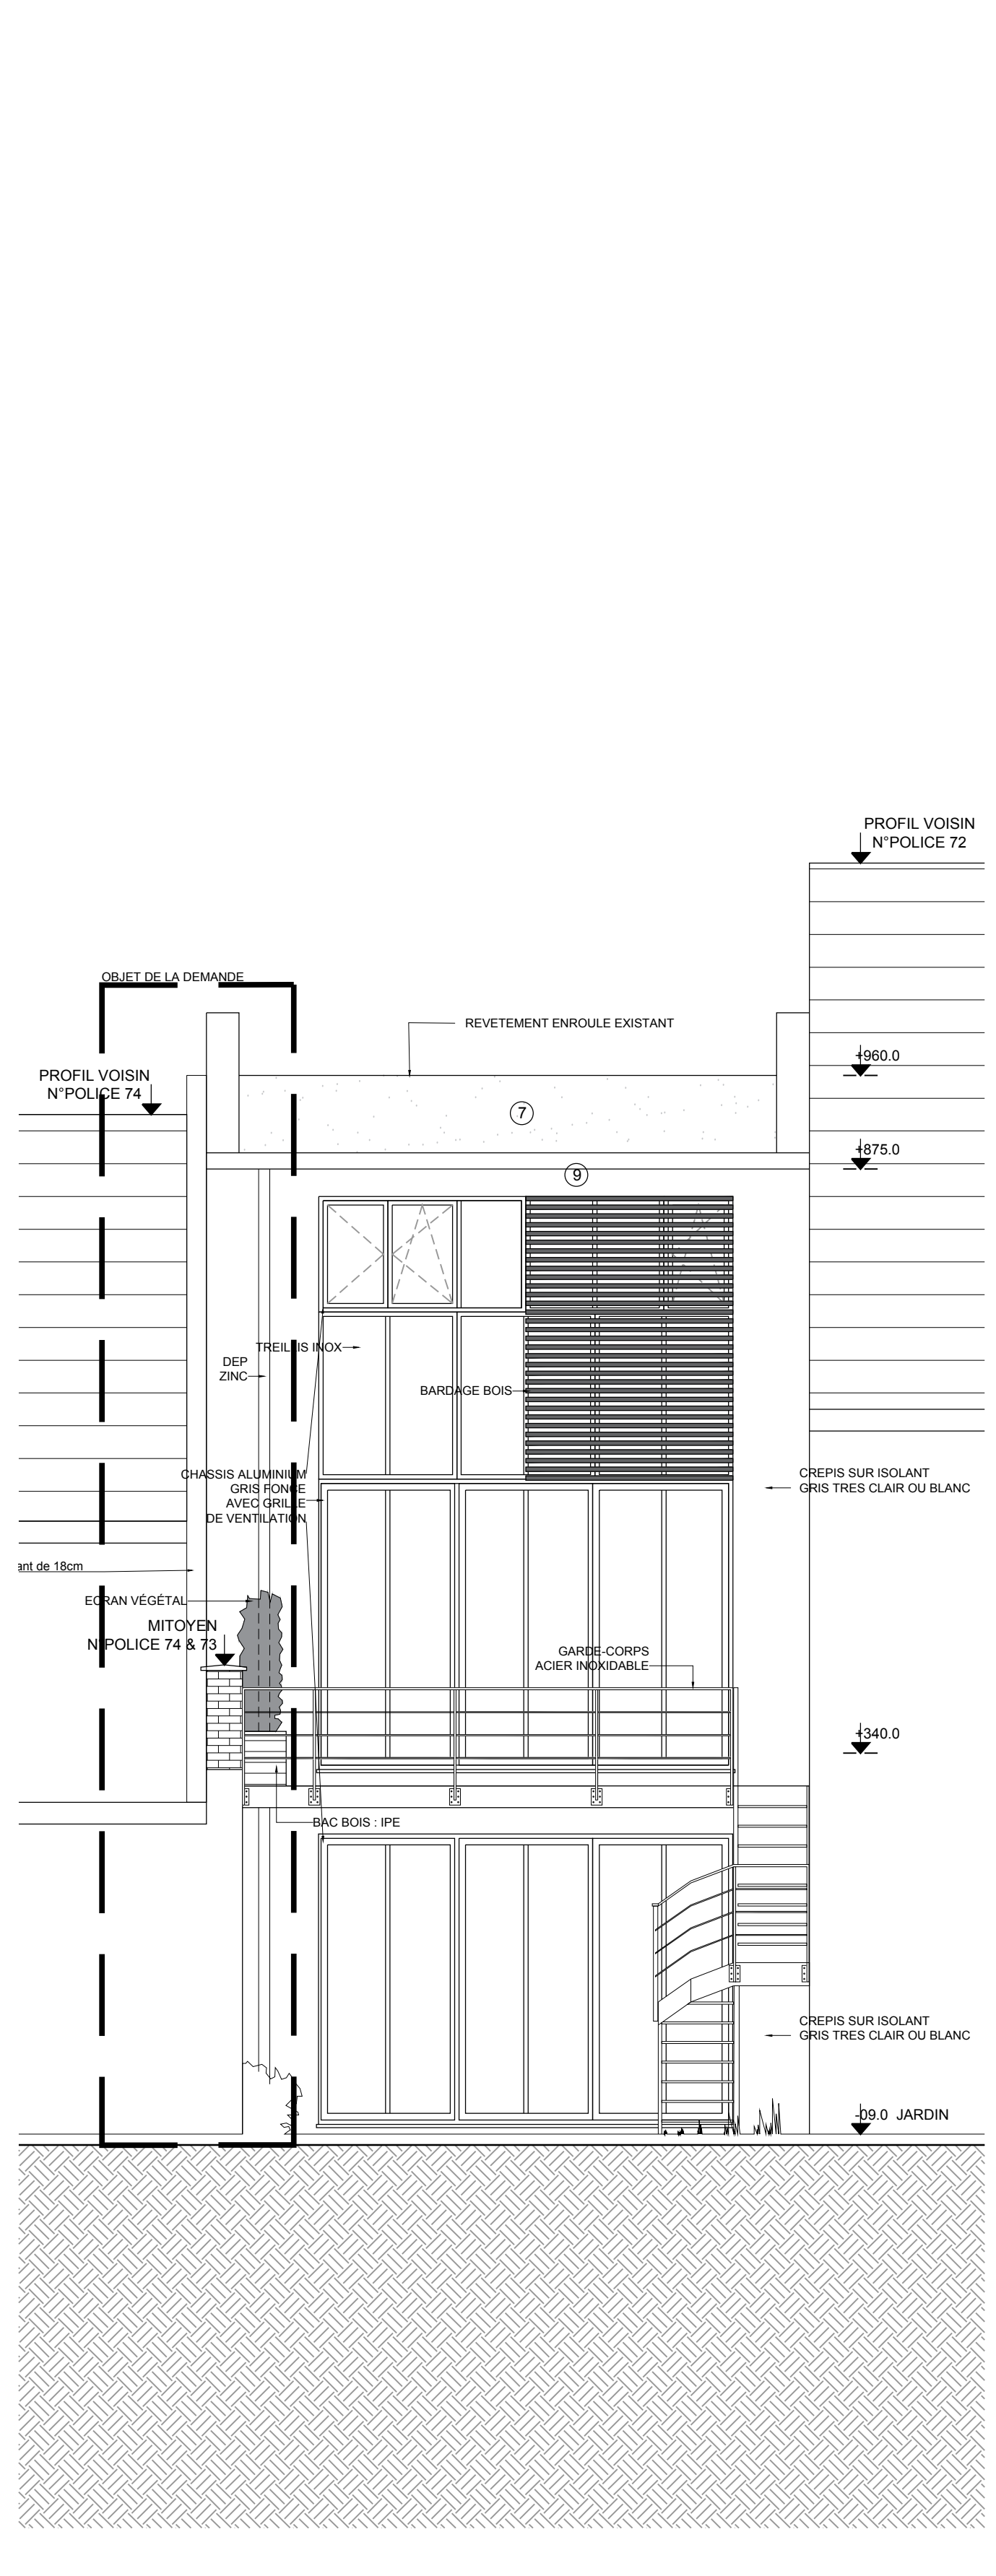 PROFIL VOISIN
N°POLICE 72
OBJET DE LA DEMANDE
REVETEMENT ENROULE EXISTANT
+960.0
PROFIL VOISIN
N°POLICE 74
7
+875.0
9
TREILLIS INOX
DEP
ZINC
BARDAGE BOIS
CHASSIS ALUMINIUM
GRIS FONCE
AVEC GRILLE
DE VENTILATION
CREPIS SUR ISOLANT
GRIS TRES CLAIR OU BLANC
ant de 18cm
ECRAN VÉGÉTAL
MITOYEN
N°POLICE 74 & 73
GARDE-CORPS
ACIER INOXIDABLE
+340.0
BAC BOIS : IPE
CREPIS SUR ISOLANT
GRIS TRES CLAIR OU BLANC
-09.0 JARDIN